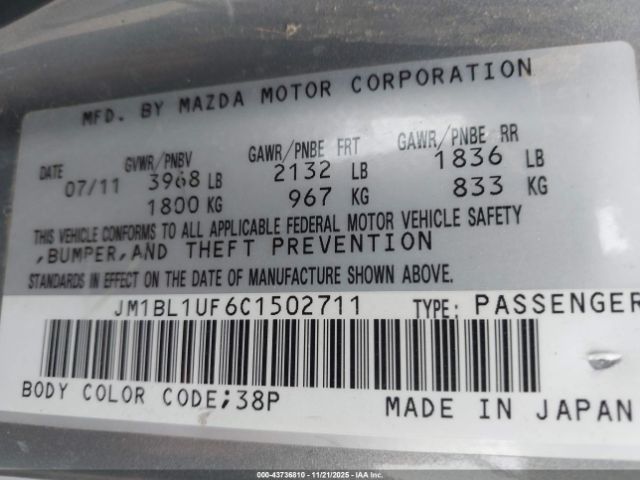 MFD. BY MAZDA MOTOR CORPORATION
DATE GVWR/PNBV GAWR/PNBE FRT GAWR/PNBE RR
07/11 3968 LB 2132 LB 1836 LB
1800 KG 967 KG 833 KG
THIS VEHICLE CONFORMS TO ALL APPLICABLE FEDERAL MOTOR VEHICLE SAFETY
,BUMPER,AND THEFT PREVENTION
STANDARDS IN EFFECT ON THE DATE OF MANUFACTURE SHOWN ABOVE.
JM1BL1UF6C1502711 TYPE: PASSENGER
BODY COLOR CODE;38P MADE IN JAPAN
000-43736810 — 11/21/2025 — IAAI.COM